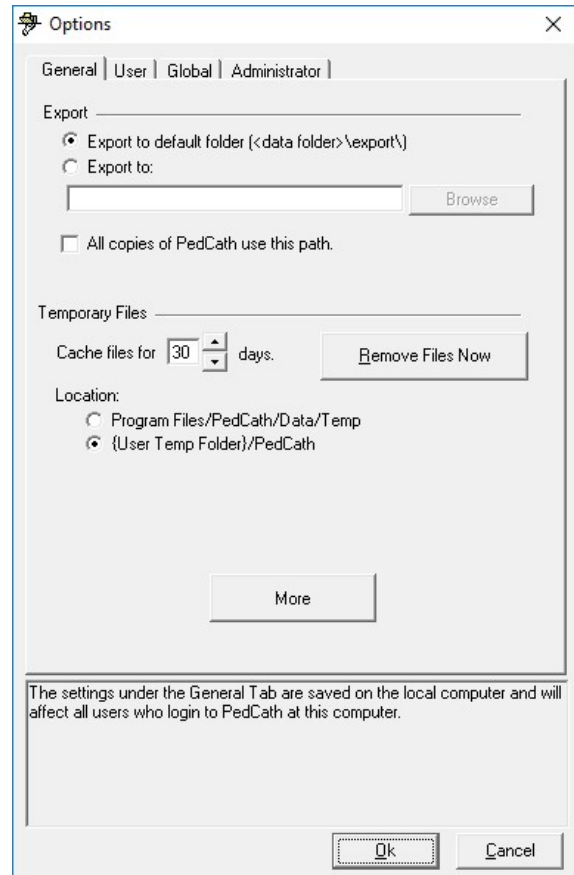 Options
General User Global Administrator
Export
Export to default folder (<data folder>\export\)
Export to:
Browse
All copies of PedCath use this path.
Temporary Files
Cache files for 30 days. Remove Files Now
Location:
Program Files/PedCath/Data/Temp
{User Temp Folder}/PedCath
More
The settings under the General Tab are saved on the local computer and will
affect all users who login to PedCath at this computer.
Ok Cancel